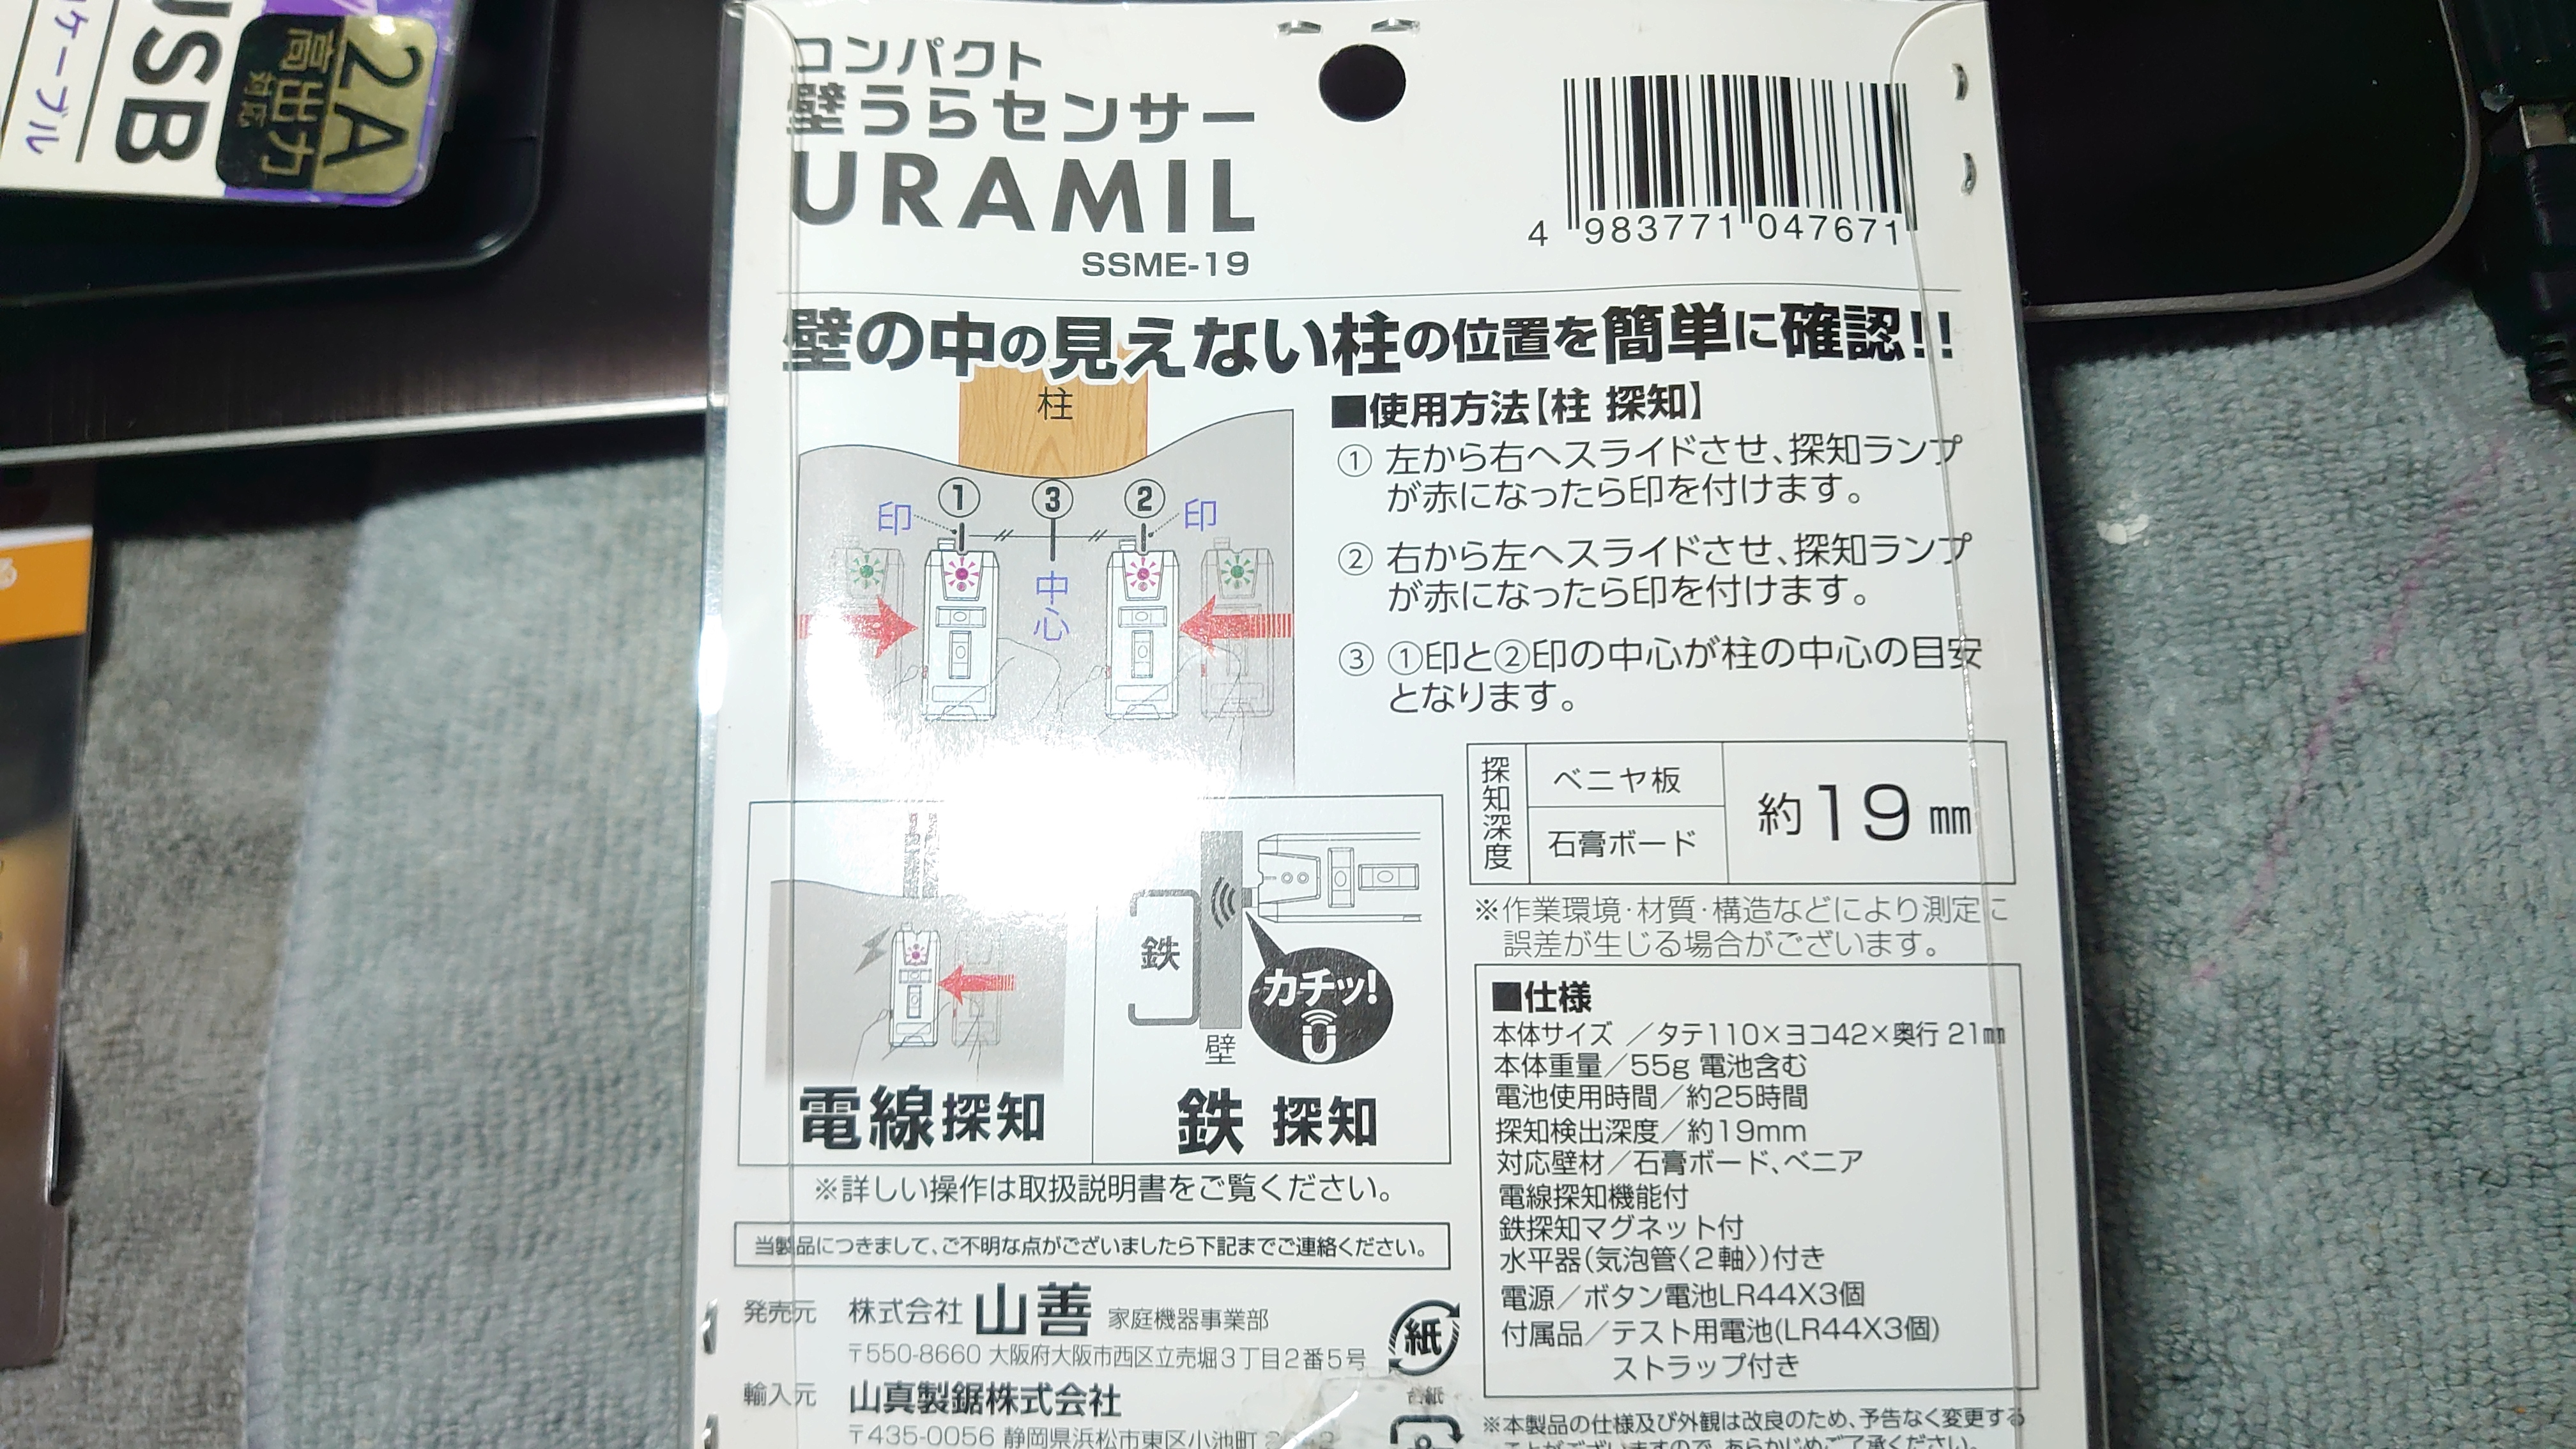 2A
高出力
対応
USB
ケーブル
コンパクト
壁うらセンサー
URAMIL
SSME-19
4 983771 047671
壁の中の見えない柱の位置を簡単に確認!!
柱
① ③ ②
印 印
中心
■使用方法【柱 探知】
① 左から右へスライドさせ、探知ランプ
が赤になったら印を付けます。
② 右から左へスライドさせ、探知ランプ
が赤になったら印を付けます。
③ ①印と②印の中心が柱の中心の目安
となります。
探知深度
ベニヤ板
石膏ボード
約19mm
※作業環境・材質・構造などにより測定に
誤差が生じる場合がございます。
鉄
カチッ!
壁
電線探知
鉄 探知
※詳しい操作は取扱説明書をご覧ください。
■仕様
本体サイズ ／タテ110×ヨコ42×奥行 21mm
本体重量／55g 電池含む
電池使用時間／約25時間
探知検出深度／約19mm
対応壁材／石膏ボード、ベニア
電線探知機能付
鉄探知マグネット付
水平器(気泡管〈2軸〉)付き
電源／ボタン電池LR44X3個
付属品／テスト用電池(LR44X3個)
ストラップ付き
当製品につきまして、ご不明な点がございましたら下記までご連絡ください。
発売元 株式会社 山善 家庭機器事業部
〒550-8660 大阪府大阪市西区立売堀3丁目2番5号
輸入元 山真製鋸株式会社
〒435-0056 静岡県浜松市東区小池町
紙
台紙
※本製品の仕様及び外観は改良のため、予告なく変更する
ことがございますので、あらかじめご了承ください。